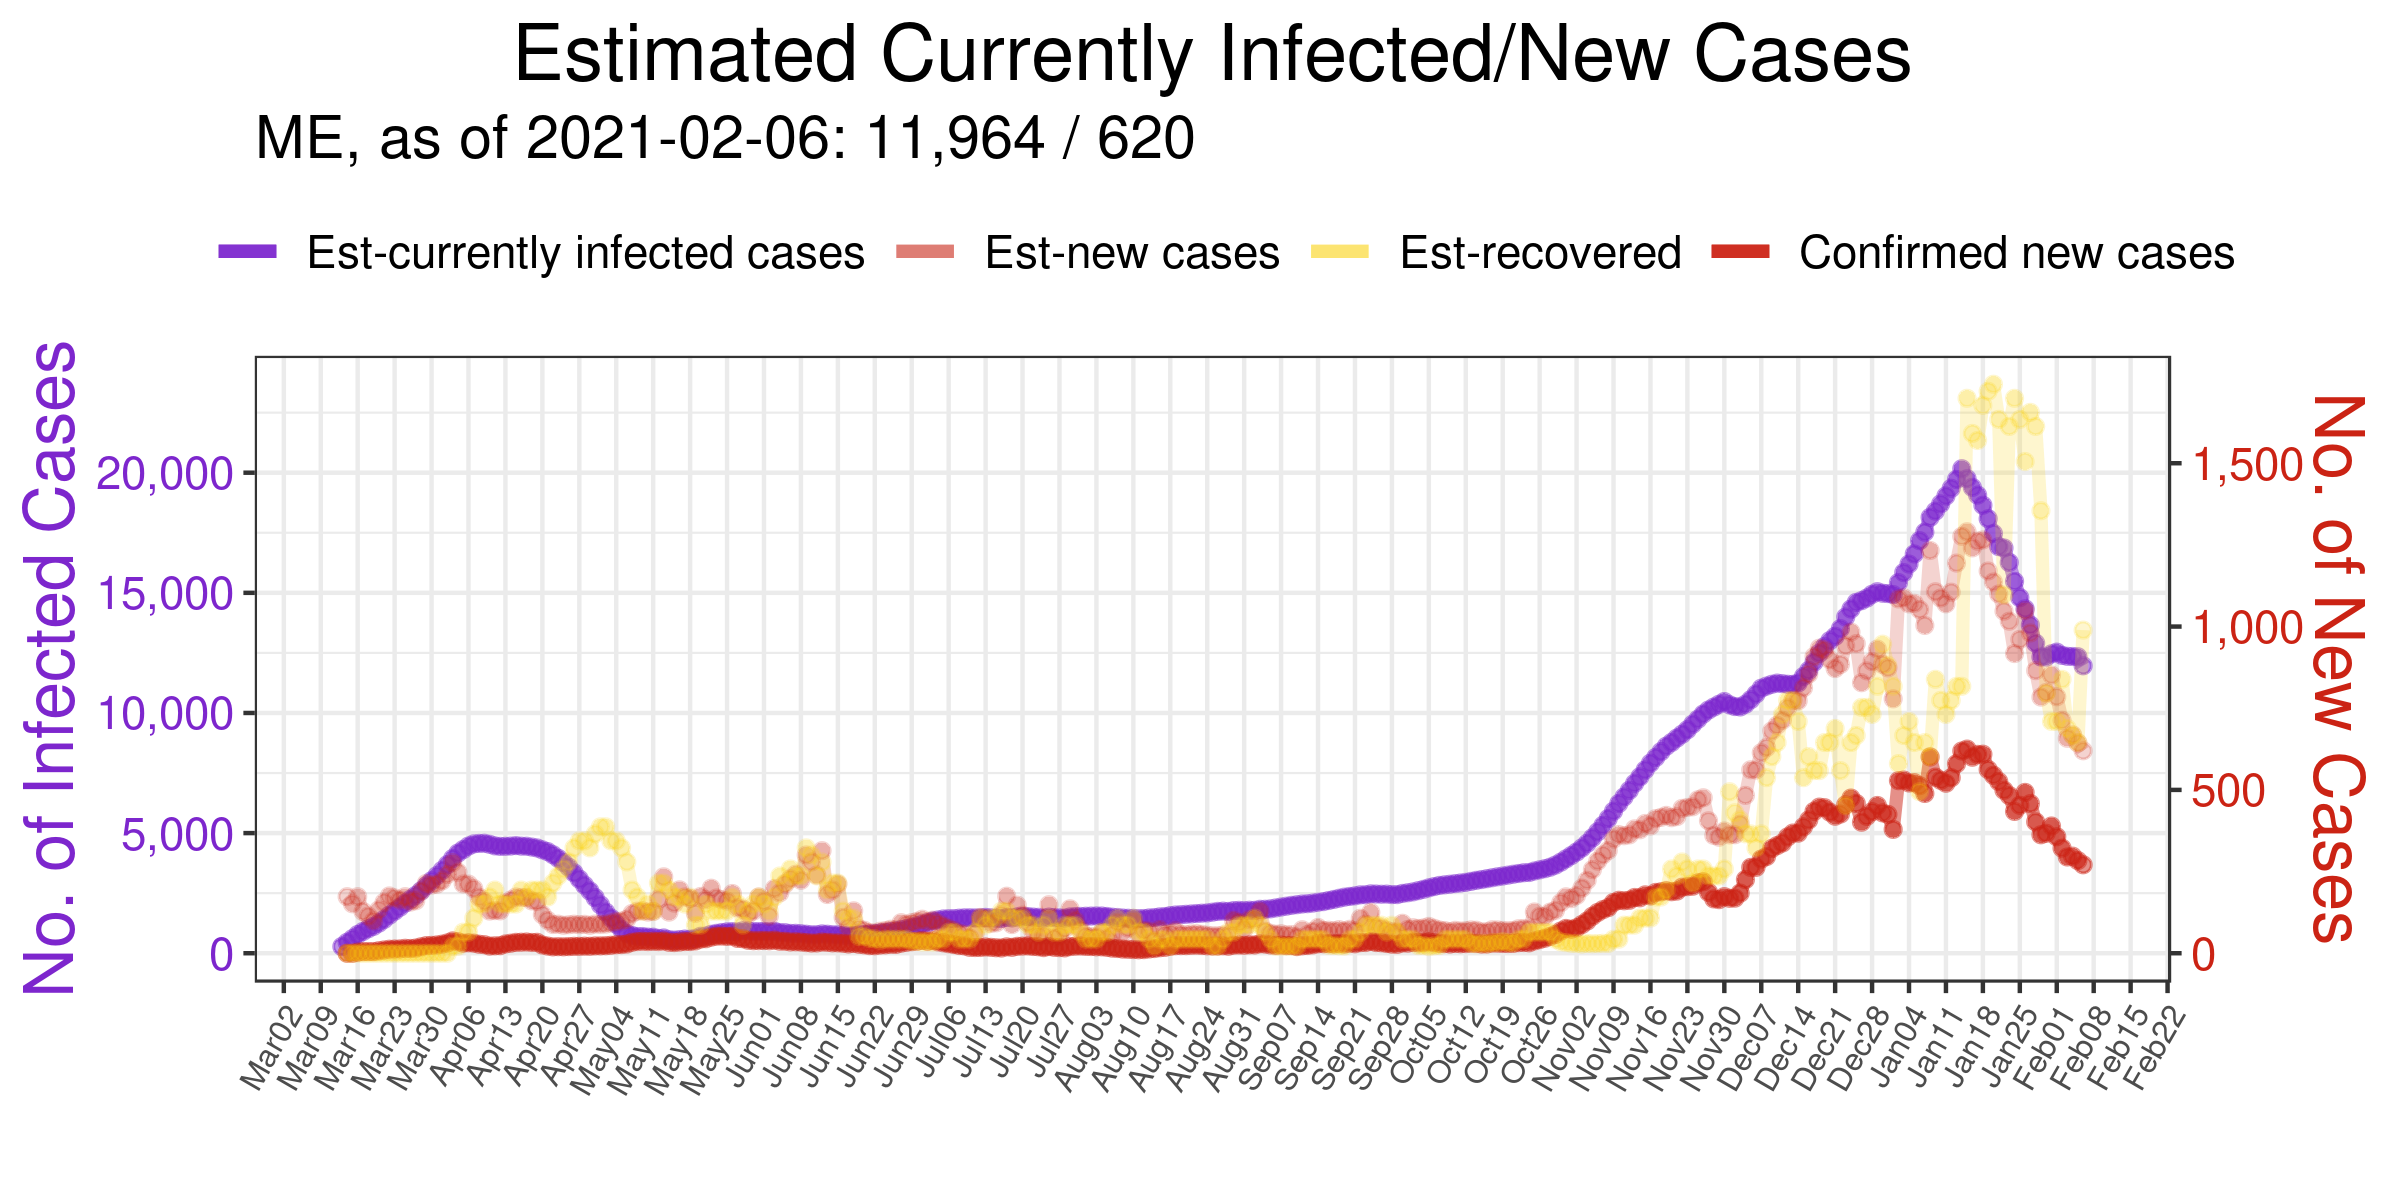 Estimated Currently Infected/New Cases
ME, as of 2021-02-06: 11,964 / 620
Est-currently infected cases Est-new cases Est-recovered Confirmed new cases
No. of Infected Cases
20,000
15,000
10,000
5,000
0
1,500
1,000
500
0
No. of New Cases
Mar02 Mar09 Mar16 Mar23 Mar30 Apr06 Apr13 Apr20 Apr27 May04 May11 May18 May25 Jun01 Jun08 Jun15 Jun22 Jun29 Jul06 Jul13 Jul20 Jul27 Aug03 Aug10 Aug17 Aug24 Aug31 Sep07 Sep14 Sep21 Sep28 Oct05 Oct12 Oct19 Oct26 Nov02 Nov09 Nov16 Nov23 Nov30 Dec07 Dec14 Dec21 Dec28 Jan04 Jan11 Jan18 Jan25 Feb01 Feb08 Feb15 Feb22